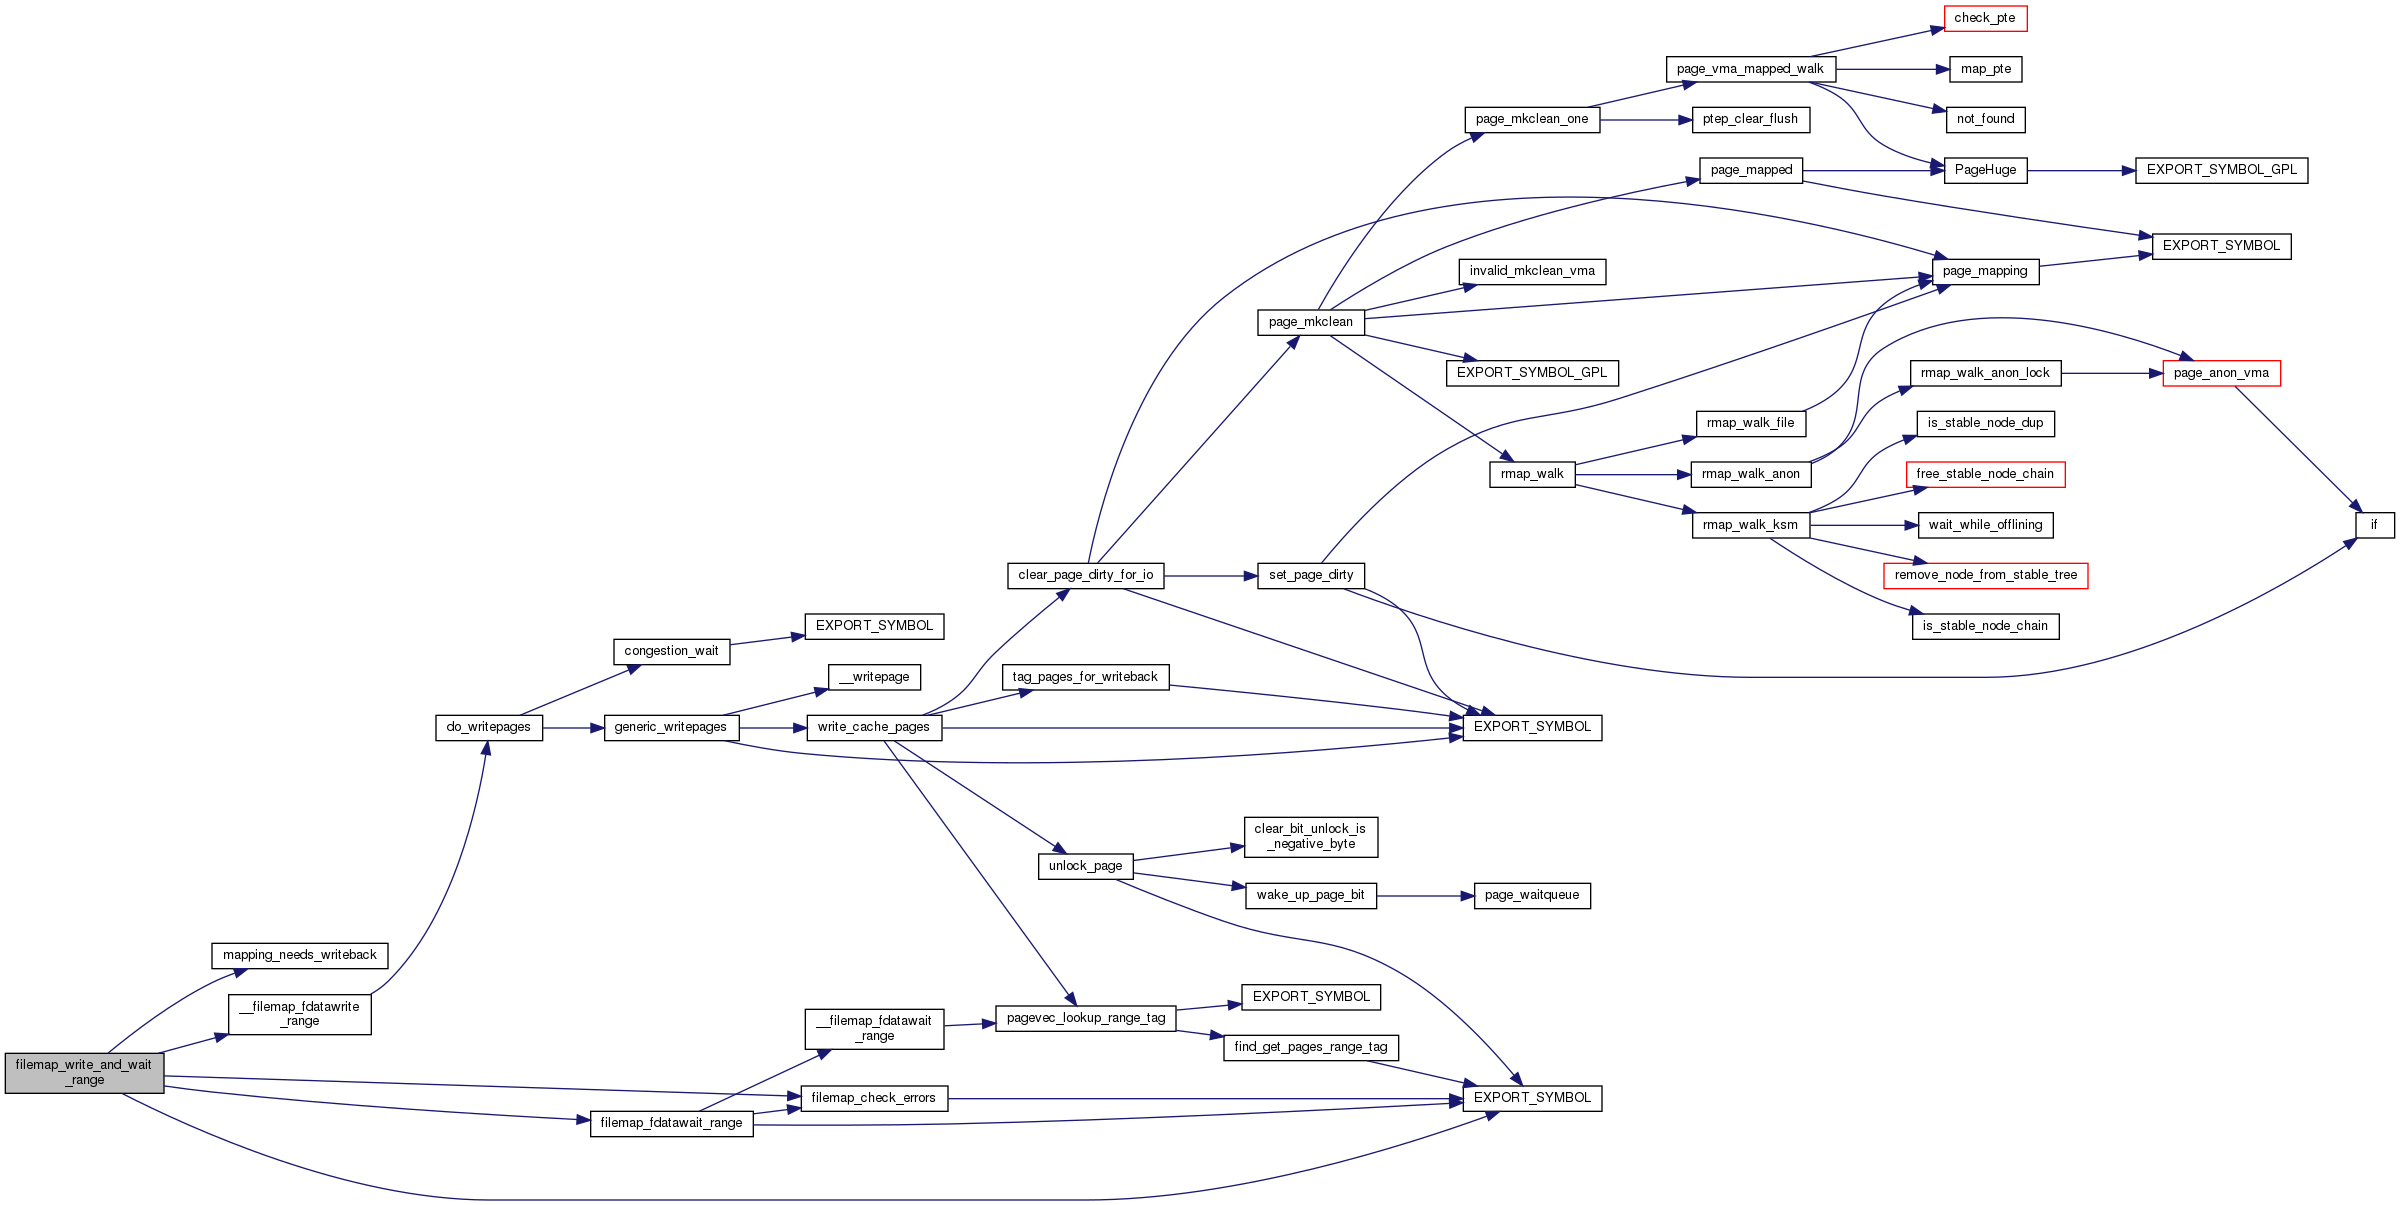 check_pte
page_vma_mapped_walk
map_pte
page_mkclean_one
ptep_clear_flush
not_found
page_mapped
PageHuge
EXPORT_SYMBOL_GPL
EXPORT_SYMBOL
invalid_mkclean_vma
page_mapping
page_mkclean
EXPORT_SYMBOL_GPL
rmap_walk_anon_lock
page_anon_vma
rmap_walk_file
is_stable_node_dup
rmap_walk
rmap_walk_anon
free_stable_node_chain
rmap_walk_ksm
wait_while_offlining
if
clear_page_dirty_for_io
set_page_dirty
remove_node_from_stable_tree
EXPORT_SYMBOL
is_stable_node_chain
congestion_wait
__writepage
tag_pages_for_writeback
do_writepages
generic_writepages
write_cache_pages
EXPORT_SYMBOL
clear_bit_unlock_is
_negative_byte
unlock_page
wake_up_page_bit
page_waitqueue
mapping_needs_writeback
__filemap_fdatawrite
_range
EXPORT_SYMBOL
__filemap_fdatawait
_range
pagevec_lookup_range_tag
find_get_pages_range_tag
filemap_write_and_wait
_range
filemap_check_errors
EXPORT_SYMBOL
filemap_fdatawait_range